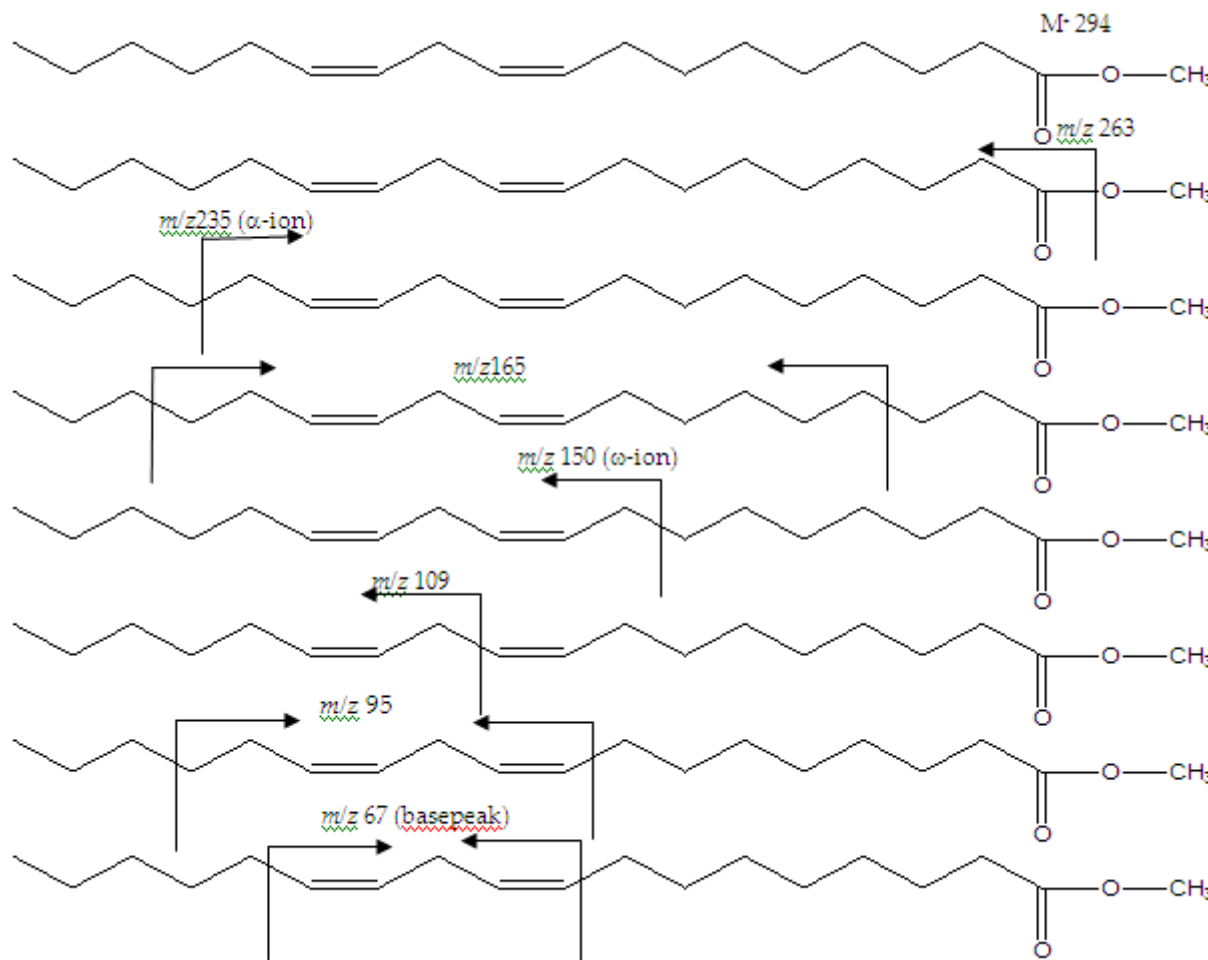 M⁺ 294
O CH₃
O
m/z 263
O CH₃
O
m/z235 (α-ion)
O CH₃
O
m/z165
O CH₃
O
m/z 150 (ω-ion)
O CH₃
O
m/z 109
O CH₃
O
m/z 95
O CH₃
O
m/z 67 (basepeak)
O CH₃
O